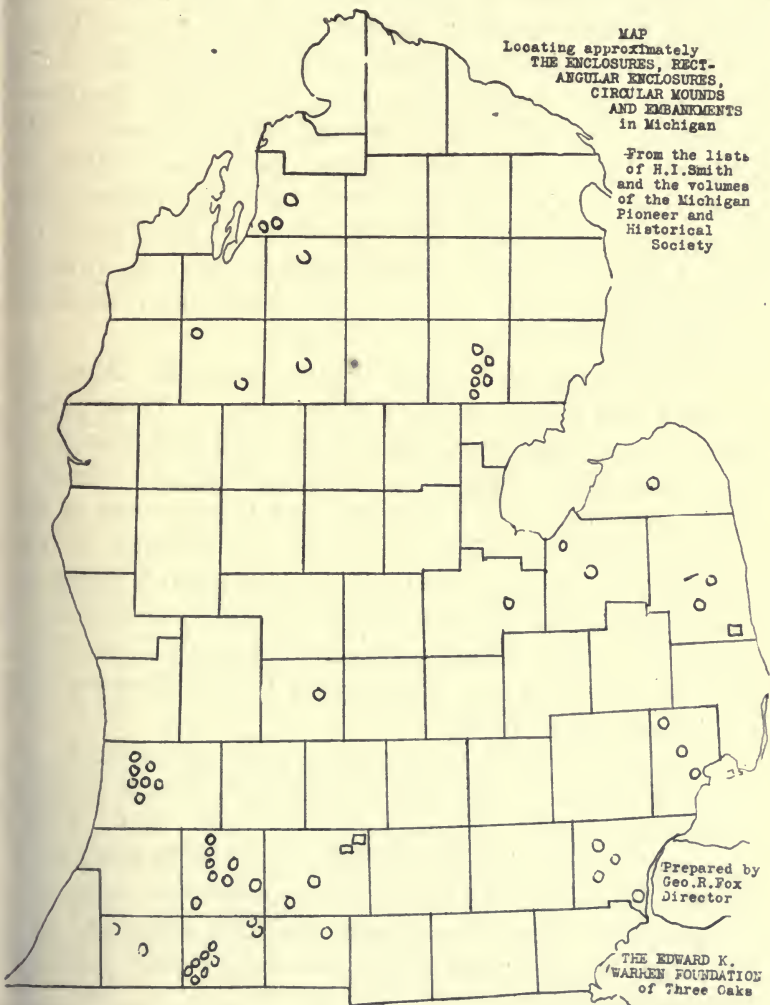 MAP
Locating approximately
THE ENCLOSURES, RECT-
ANGULAR ENCLOSURES,
CIRCULAR MOUNDS
AND EMBANKMENTS
in Michigan
From the lists
of H.I.Smith
and the volumes
of the Michigan
Pioneer and
Historical
Society
Prepared by
Geo.R.Fox
Director
THE EDWARD K.
WARREN FOUNDATION
of Three Oaks